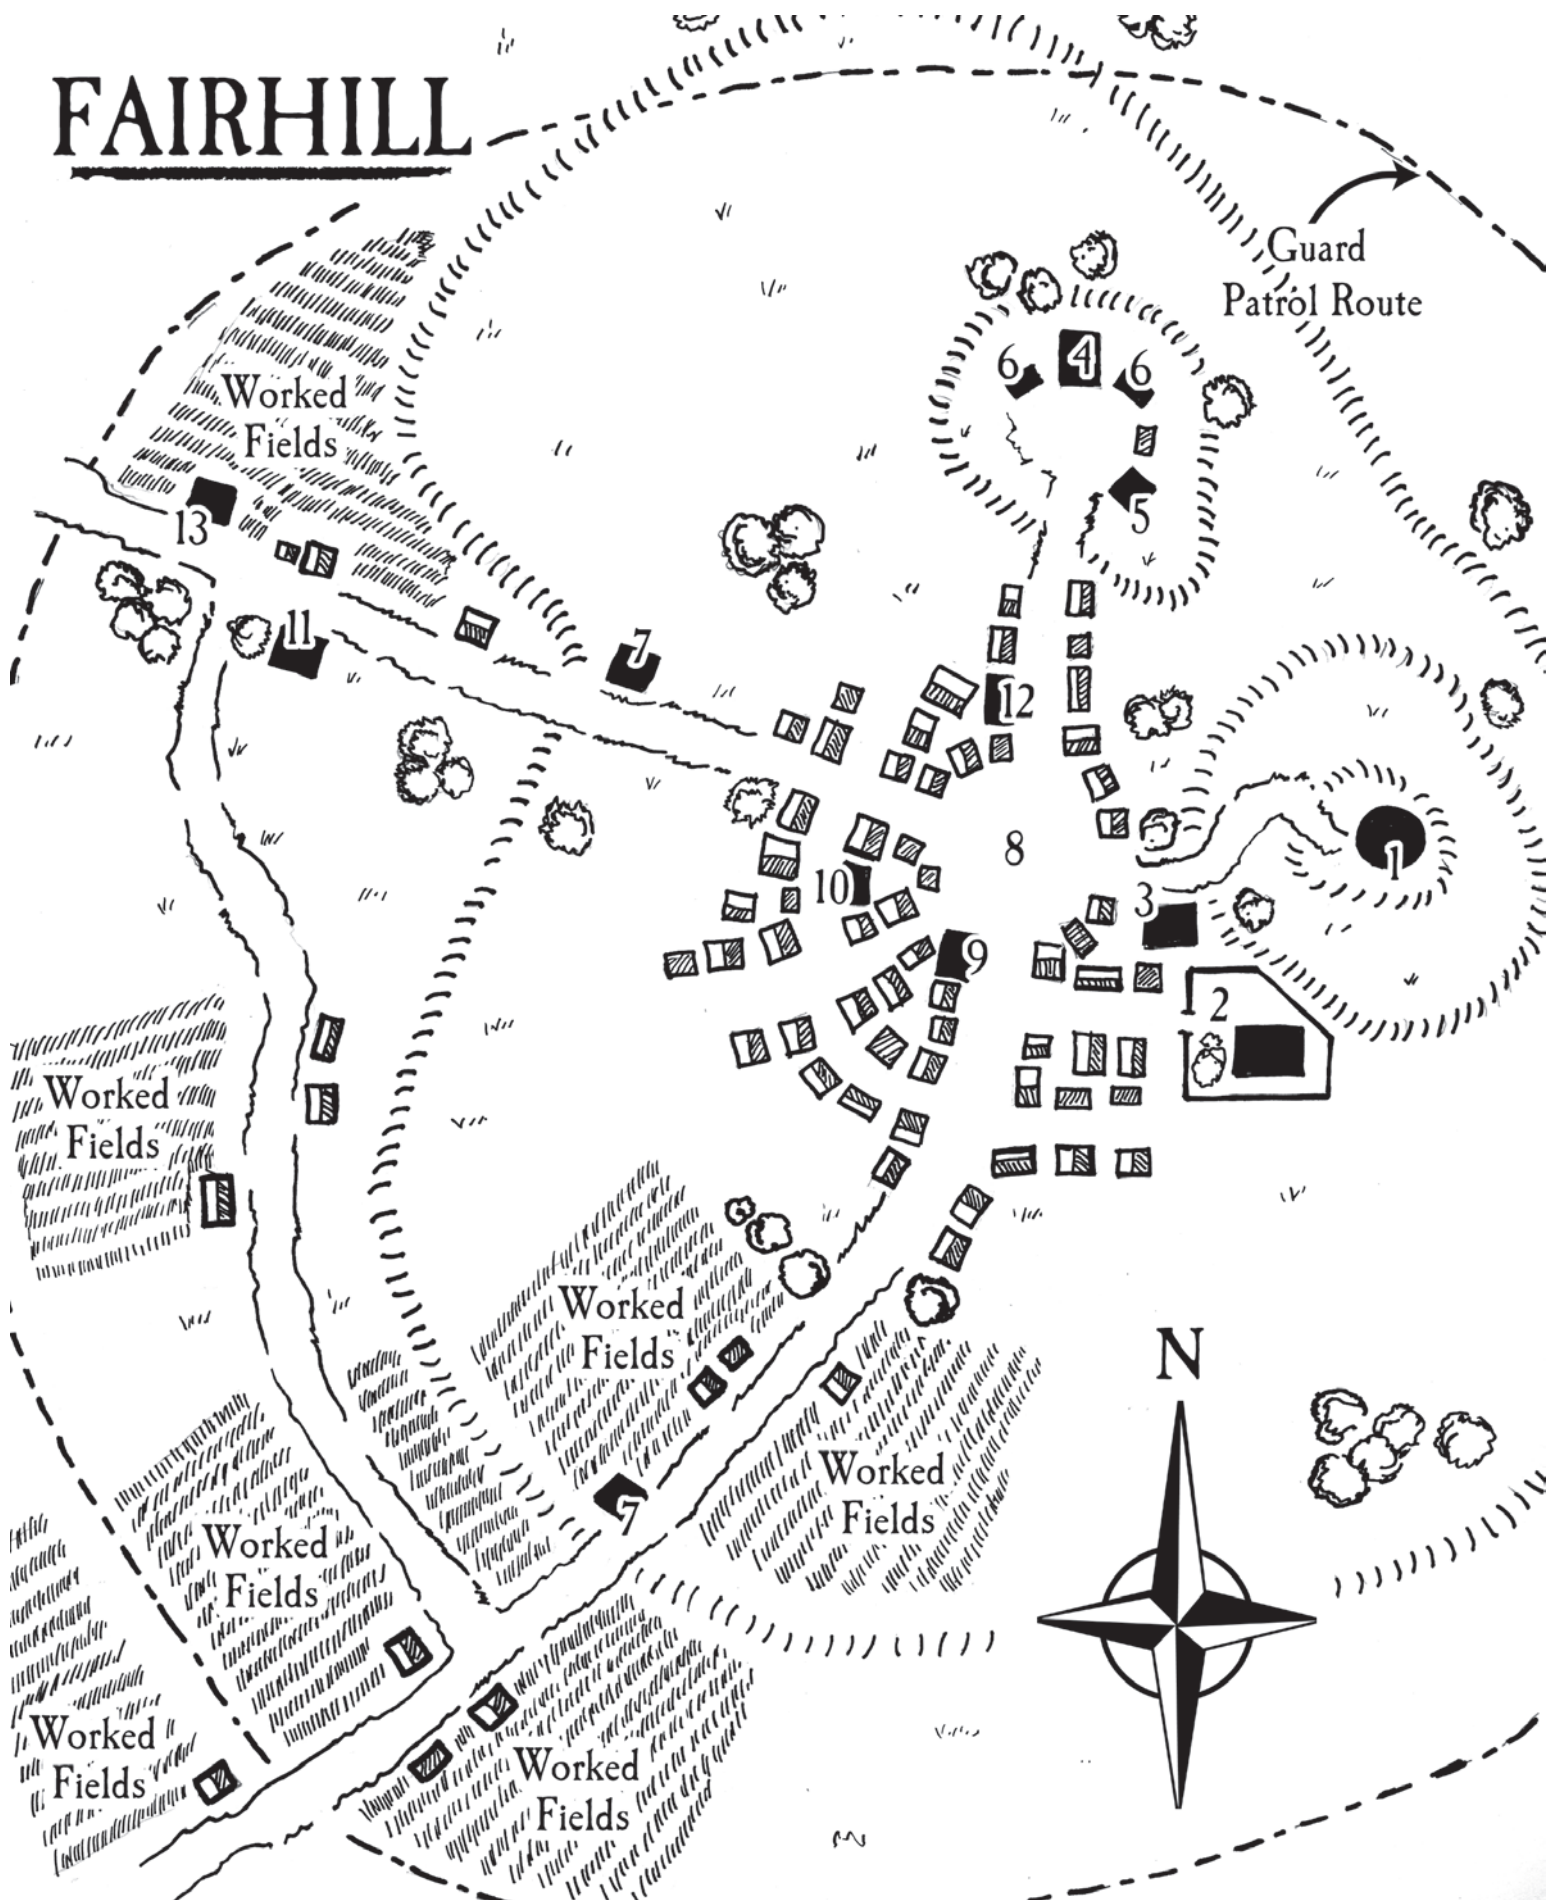 FAIRHILL
Guard
Patrol Route
6
4
6
Worked
Fields
5
13
11
7
12
8
1
10
3
9
2
Worked
Fields
Worked
Fields
N
Worked
Fields
7
Worked
Fields
Worked
Fields
Worked
Fields